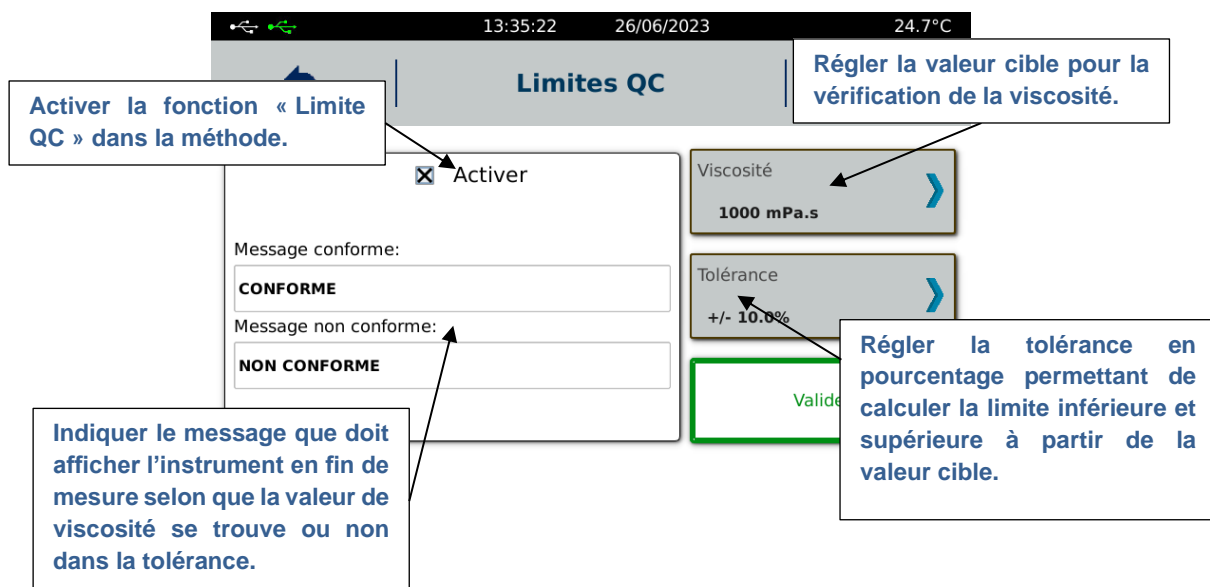 13:35:22 26/06/2023 24.7°C
Limites QC
Régler la valeur cible pour la
vérification de la viscosité.
Activer la fonction « Limite
QC » dans la méthode.
Activer
Viscosité
1000 mPa.s
Message conforme:
CONFORME
Tolérance
+/- 10.0%
Message non conforme:
NON CONFORME
Valide
Régler la tolérance en
pourcentage permettant de
calculer la limite inférieure et
supérieure à partir de la
valeur cible.
Indiquer le message que doit
afficher l’instrument en fin de
mesure selon que la valeur de
viscosité se trouve ou non
dans la tolérance.